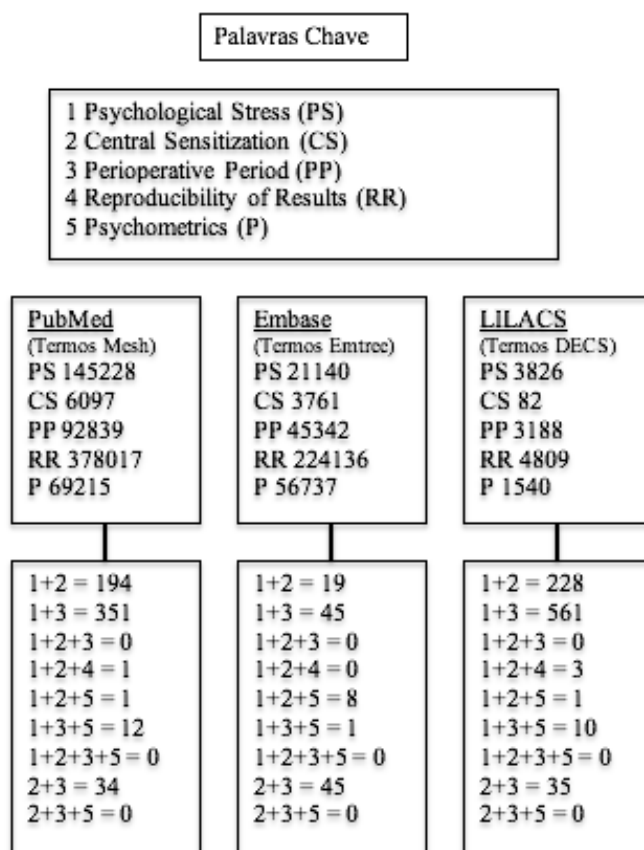 Palavras Chave
1 Psychological Stress (PS)
2 Central Sensitization (CS)
3 Perioperative Period (PP)
4 Reproducibility of Results (RR)
5 Psychometrics (P)
PubMed
(Termos Mesh)
PS 145228
CS 6097
PP 92839
RR 378017
P 69215
Embase
(Termos Emtree)
PS 21140
CS 3761
PP 45342
RR 224136
P 56737
LILACS
(Termos DECS)
PS 3826
CS 82
PP 3188
RR 4809
P 1540
1+2 = 194
1+3 = 351
1+2+3 = 0
1+2+4 = 1
1+2+5 = 1
1+3+5 = 12
1+2+3+5 = 0
2+3 = 34
2+3+5 = 0
1+2 = 19
1+3 = 45
1+2+3 = 0
1+2+4 = 0
1+2+5 = 8
1+3+5 = 1
1+2+3+5 = 0
2+3 = 45
2+3+5 = 0
1+2 = 228
1+3 = 561
1+2+3 = 0
1+2+4 = 3
1+2+5 = 1
1+3+5 = 10
1+2+3+5 = 0
2+3 = 35
2+3+5 = 0